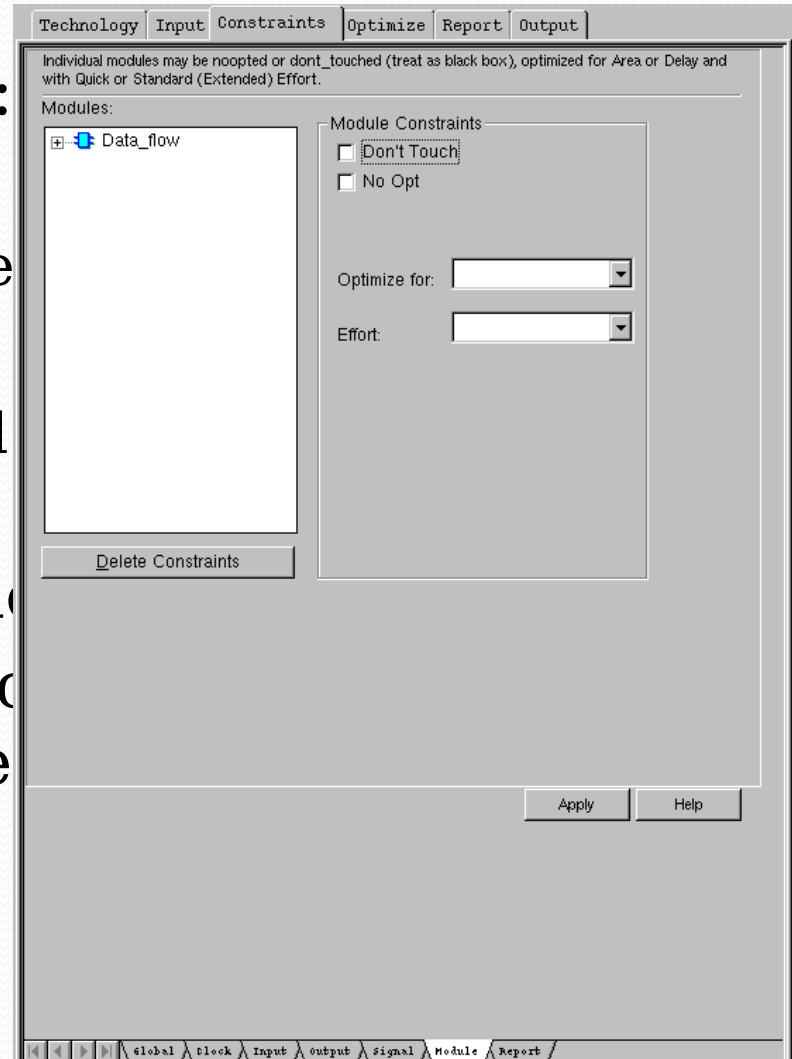 Technology Input Constraints Optimize Report Output
Individual modules may be noopted or dont_touched (treat as black box), optimized for Area or Delay and
with Quick or Standard (Extended) Effort.
Modules:
Data_flow
Module Constraints
Don't Touch
No Opt
Optimize for:
Effort:
Delete Constraints
Apply Help
Global Clock Input Output Signal Module Report